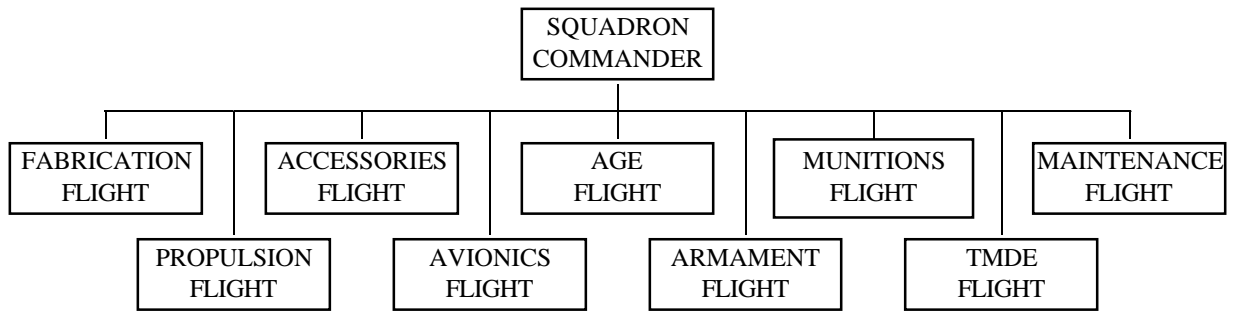 SQUADRON
COMMANDER
FABRICATION
FLIGHT
ACCESSORIES
FLIGHT
AGE
FLIGHT
MUNITIONS
FLIGHT
MAINTENANCE
FLIGHT
PROPULSION
FLIGHT
AVIONICS
FLIGHT
ARMAMENT
FLIGHT
TMDE
FLIGHT